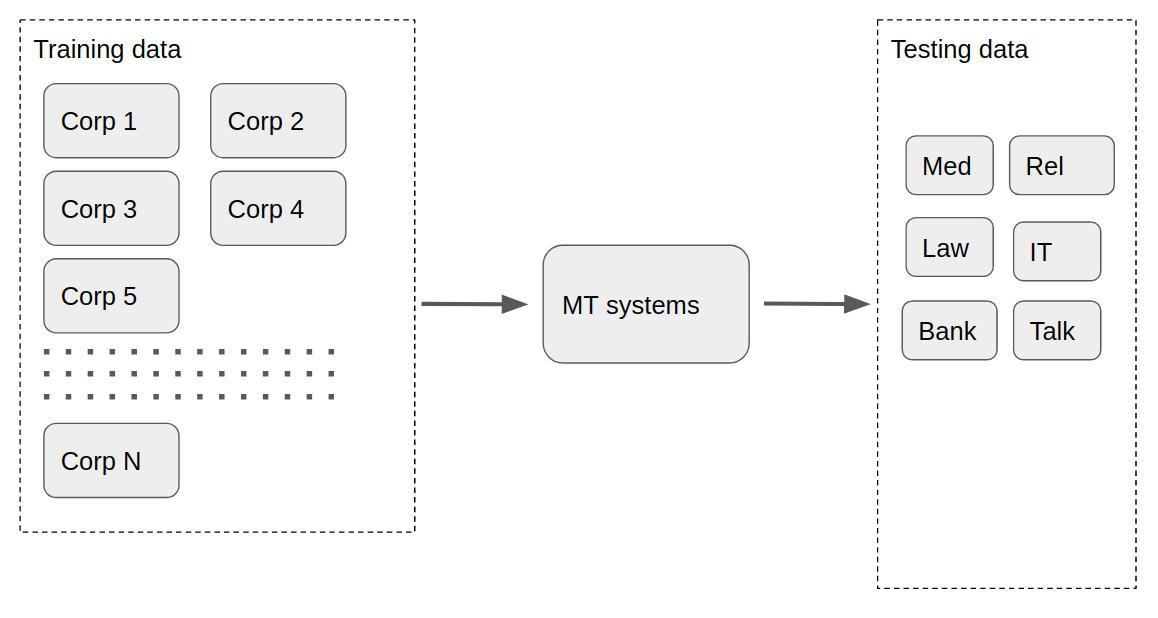 Training data
Corp 1
Corp 2
Corp 3
Corp 4
Corp 5
Corp N
MT systems
Testing data
Med
Rel
Law
IT
Bank
Talk